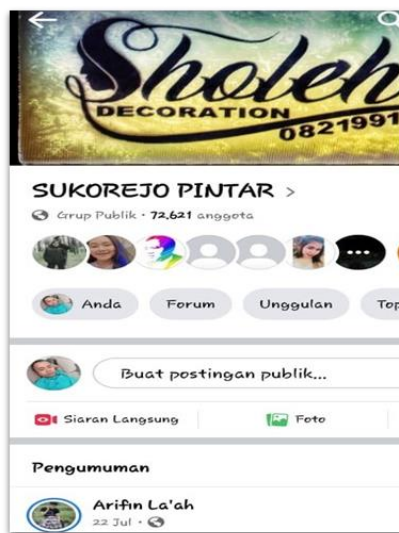 Sholeh
DECORATION
0821991
SUKOREJO PINTAR >
Grup Publik · 72,621 anggota
Anda Forum Unggulan Top
Buat postingan publik...
Siaran Langsung Foto
Pengumuman
Arifin La'ah
22 Jul ·